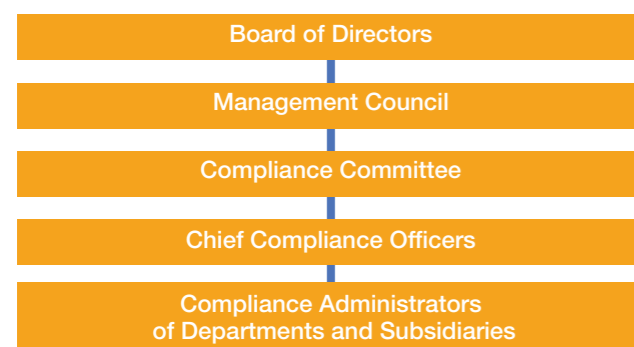 Board of Directors
Management Council
Compliance Committee
Chief Compliance Officers
Compliance Administrators
of Departments and Subsidiaries